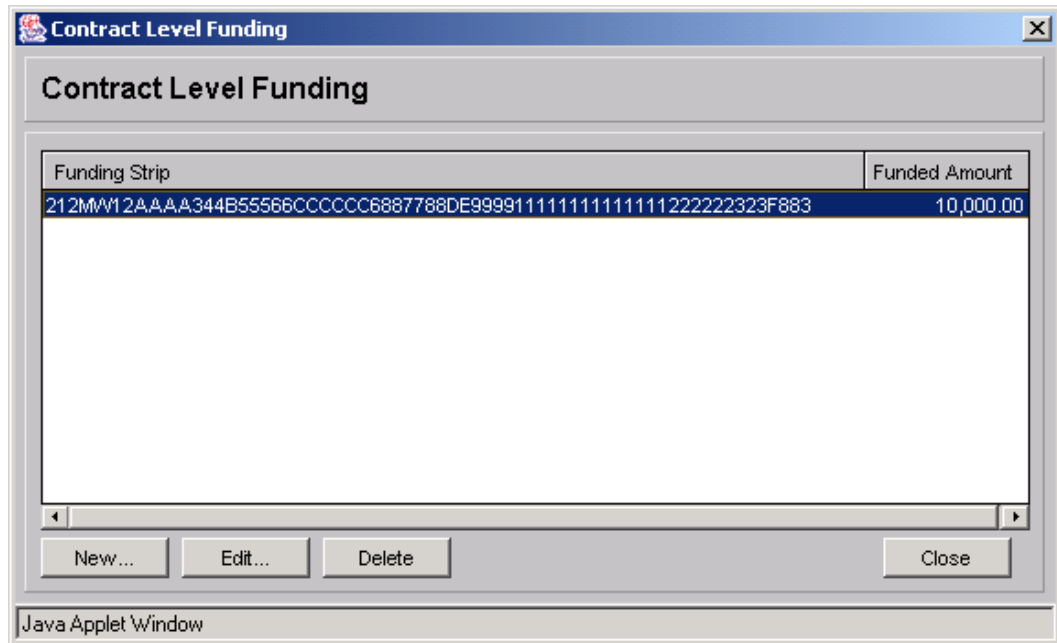 Contract Level Funding
Contract Level Funding
Funding Strip Funded Amount
212MW12AAAA344B55566CCCCCC6887788DE999911111111111111222222323F883 10,000.00
New... Edit... Delete Close
Java Applet Window